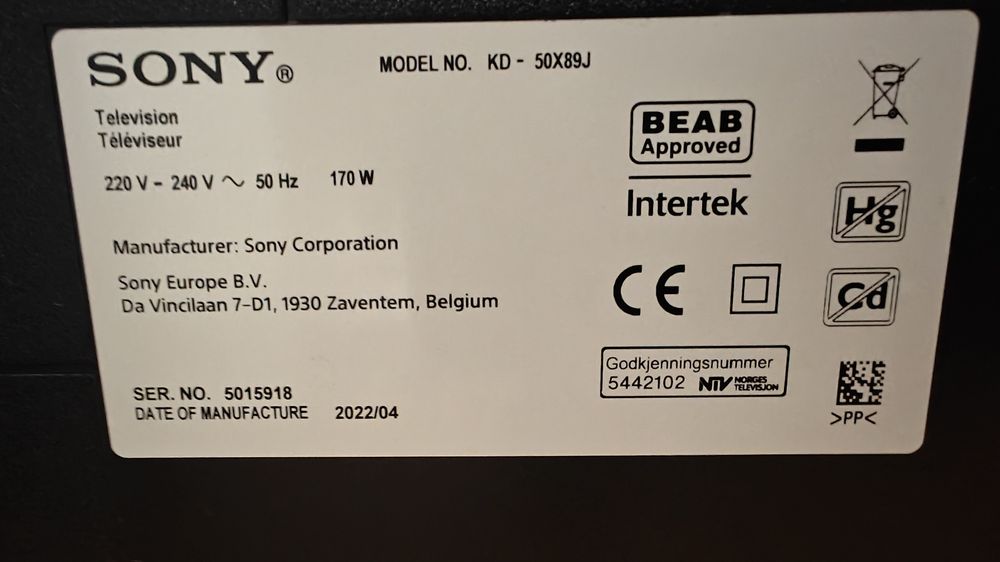 SONY®
MODEL NO. KD - 50X89J
Television
Téléviseur
220 V - 240 V ~ 50 Hz 170 W
Manufacturer: Sony Corporation
Sony Europe B.V.
Da Vincilaan 7-D1, 1930 Zaventem, Belgium
SER. NO. 5015918
DATE OF MANUFACTURE 2022/04
BEAB
Approved
Intertek
CE
Godkjenningsnummer
5442102 NTV NORGES TELEVISJON
Hg
Cd
>PP<